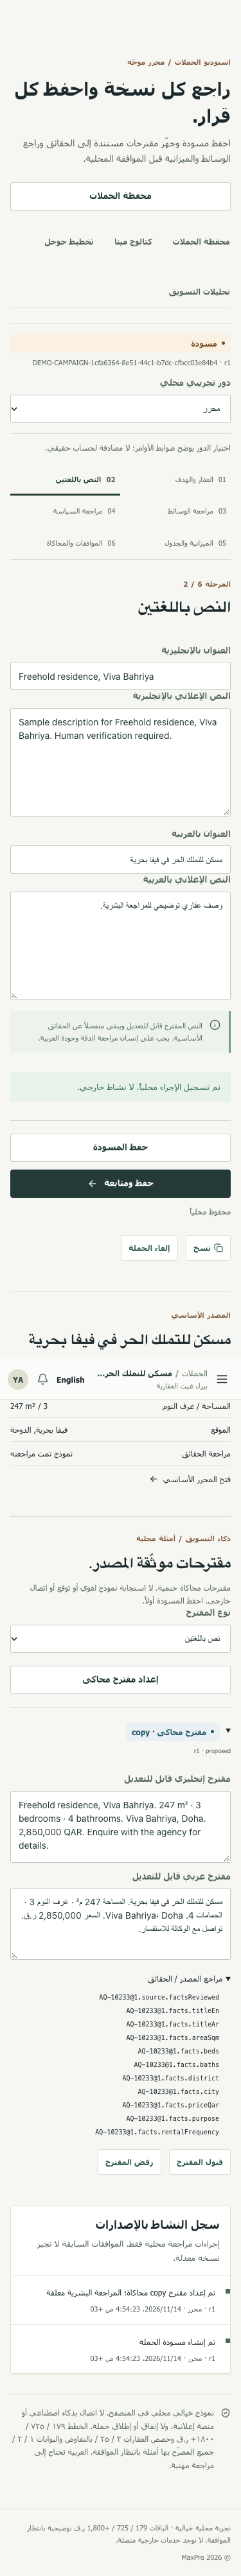 استوديو الحملات / محرر موجّه
راجع كل نسخة واحفظ كل
قرار.
احفظ مسودة وجهّز مقترحات مستندة إلى الحقائق وراجع
الوسائط والميزانية قبل الموافقة المحلية.
محفظة الحملات
محفظة الحملات
كتالوج ميتا
تخطيط جوجل
تحليلات التسويق
• مسودة
DEMO-CAMPAIGN-1cfa6364-8e51-44c1-b7dc-cfbcc03e84b4 · r1
دور تجريبي محلي
محرر
اختيار الدور يوضح ضوابط الأوامر؛ لا مصادقة لحساب حقيقي.
01 العقار والهدف
02 النص باللغتين
03 مراجعة الوسائط
04 مراجعة السياسة
05 الميزانية والجدول
06 الموافقات والمحاكاة
المرحلة 6 / 2
النص باللغتين
العنوان بالإنجليزية
Freehold residence, Viva Bahriya
النص الإعلاني بالإنجليزية
Sample description for Freehold residence, Viva
Bahriya. Human verification required.
العنوان بالعربية
مسكن للتملك الحر في فيفا بحرية
النص الإعلاني بالعربية
وصف عقاري توضيحي للمراجعة البشرية.
النص المقترح قابل للتعديل ويبقى منفصلاً عن الحقائق
الأساسية. يجب على إنسان مراجعة الدقة وجودة العربية.
تم تسجيل الإجراء محلياً. لا نشاط خارجي.
حفظ المسودة
حفظ ومتابعة
محفوظ محلياً
نسخ
إلغاء الحملة
المصدر الأساسي
مسكن للتملك الحر في فيفا بحرية
الحملات / مسكن للتملك الحر...
بيرل غيت العقارية
English
YA
المساحة / غرف النوم
247 m² / 3
الموقع
فيفا بحرية, الدوحة
مراجعة الحقائق
نموذج تمت مراجعته
فتح المحرر الأساسي
ذكاء التسويق / أمثلة محلية
مقترحات موثّقة المصدر.
مقترحات محاكاة حتمية. لا استجابة نموذج لغوي أو توقع أو اتصال
خارجي. احفظ المسودة أولاً.
نوع المقترح
نص باللغتين
إعداد مقترح محاكى
• مقترح محاكى · copy
r1 · proposed
مقترح إنجليزي قابل للتعديل
Freehold residence, Viva Bahriya. 247 m² · 3
bedrooms · 4 bathrooms. Viva Bahriya, Doha.
2,850,000 QAR. Enquire with the agency for
details.
مقترح عربي قابل للتعديل
مسكن للتملك الحر في فيفا بحرية. المساحة 247 م² · غرف النوم 3 ·
الحمامات 4. Viva Bahriya، Doha. السعر 2,850,000 ر.ق.
تواصل مع الوكالة للاستفسار.
مراجع المصدر / الحقائق
AQ-10233@1.source.factsReviewed
AQ-10233@1.facts.titleEn
AQ-10233@1.facts.titleAr
AQ-10233@1.facts.areaSqm
AQ-10233@1.facts.beds
AQ-10233@1.facts.baths
AQ-10233@1.facts.district
AQ-10233@1.facts.city
AQ-10233@1.facts.priceQar
AQ-10233@1.facts.purpose
AQ-10233@1.facts.rentalFrequency
قبول المقترح
رفض المقترح
سجل النشاط بالإصدارات
إجراءات مراجعة محلية فقط. الموافقات السابقة لا تجيز
نسخة معدلة.
تم إعداد مقترح copy محاكاة؛ المراجعة البشرية معلقة
r1 · محرر · 2026/11/14، 4:54:23 ص +03
تم إنشاء مسودة الحملة
r1 · محرر · 2026/11/14، 4:54:23 ص +03
نموذج خيالي محلي في المتصفح. لا اتصال بذكاء اصطناعي أو
منصة إعلانية، ولا إنفاق أو إطلاق حملة. الخطط ١٧٩ / ٧٢٥ /
١٨٠٠+ ر.ق وحصص العقارات ٣ / ٢٥ / بالتفاوض والبوابات ١ / ٢ /
جميع المصرّح بها أمثلة بانتظار الموافقة. العربية تحتاج إلى
مراجعة مهنية.
تجربة محلية خيالية · الباقات 179 / 725 / +1,800 ر.ق توضيحية بانتظار
الموافقة. لا توجد خدمات خارجية متصلة.
© 2026 MaxPro